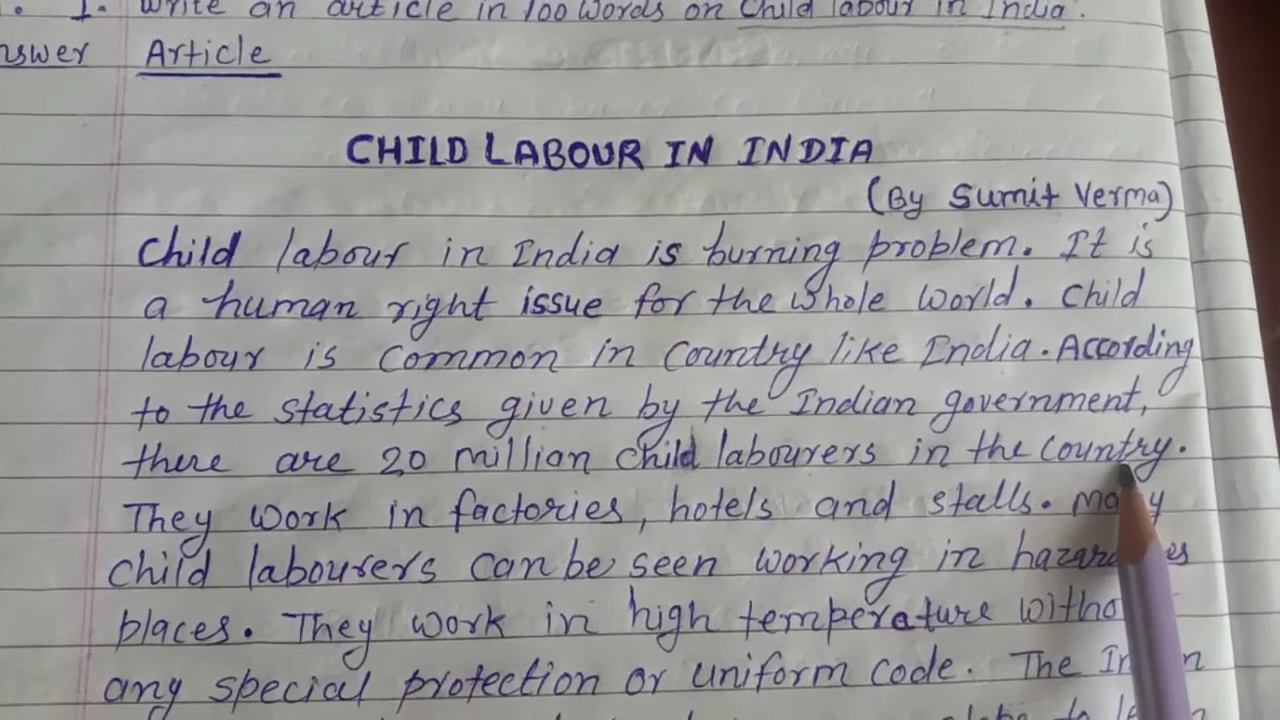 1. Write an article in 100 words on Child labour in India.
Article
CHILD LABOUR IN INDIA
(By Sumit Verma)
Child labour in India is burning problem. It is
a human right issue for the whole world. Child
labour is common in country like India. According
to the statistics given by the Indian government,
there are 20 million child labourers in the country.
They work in factories, hotels and stalls.
child labourers can be seen working in
places. They work in high temperature
any special protection or uniform code. The